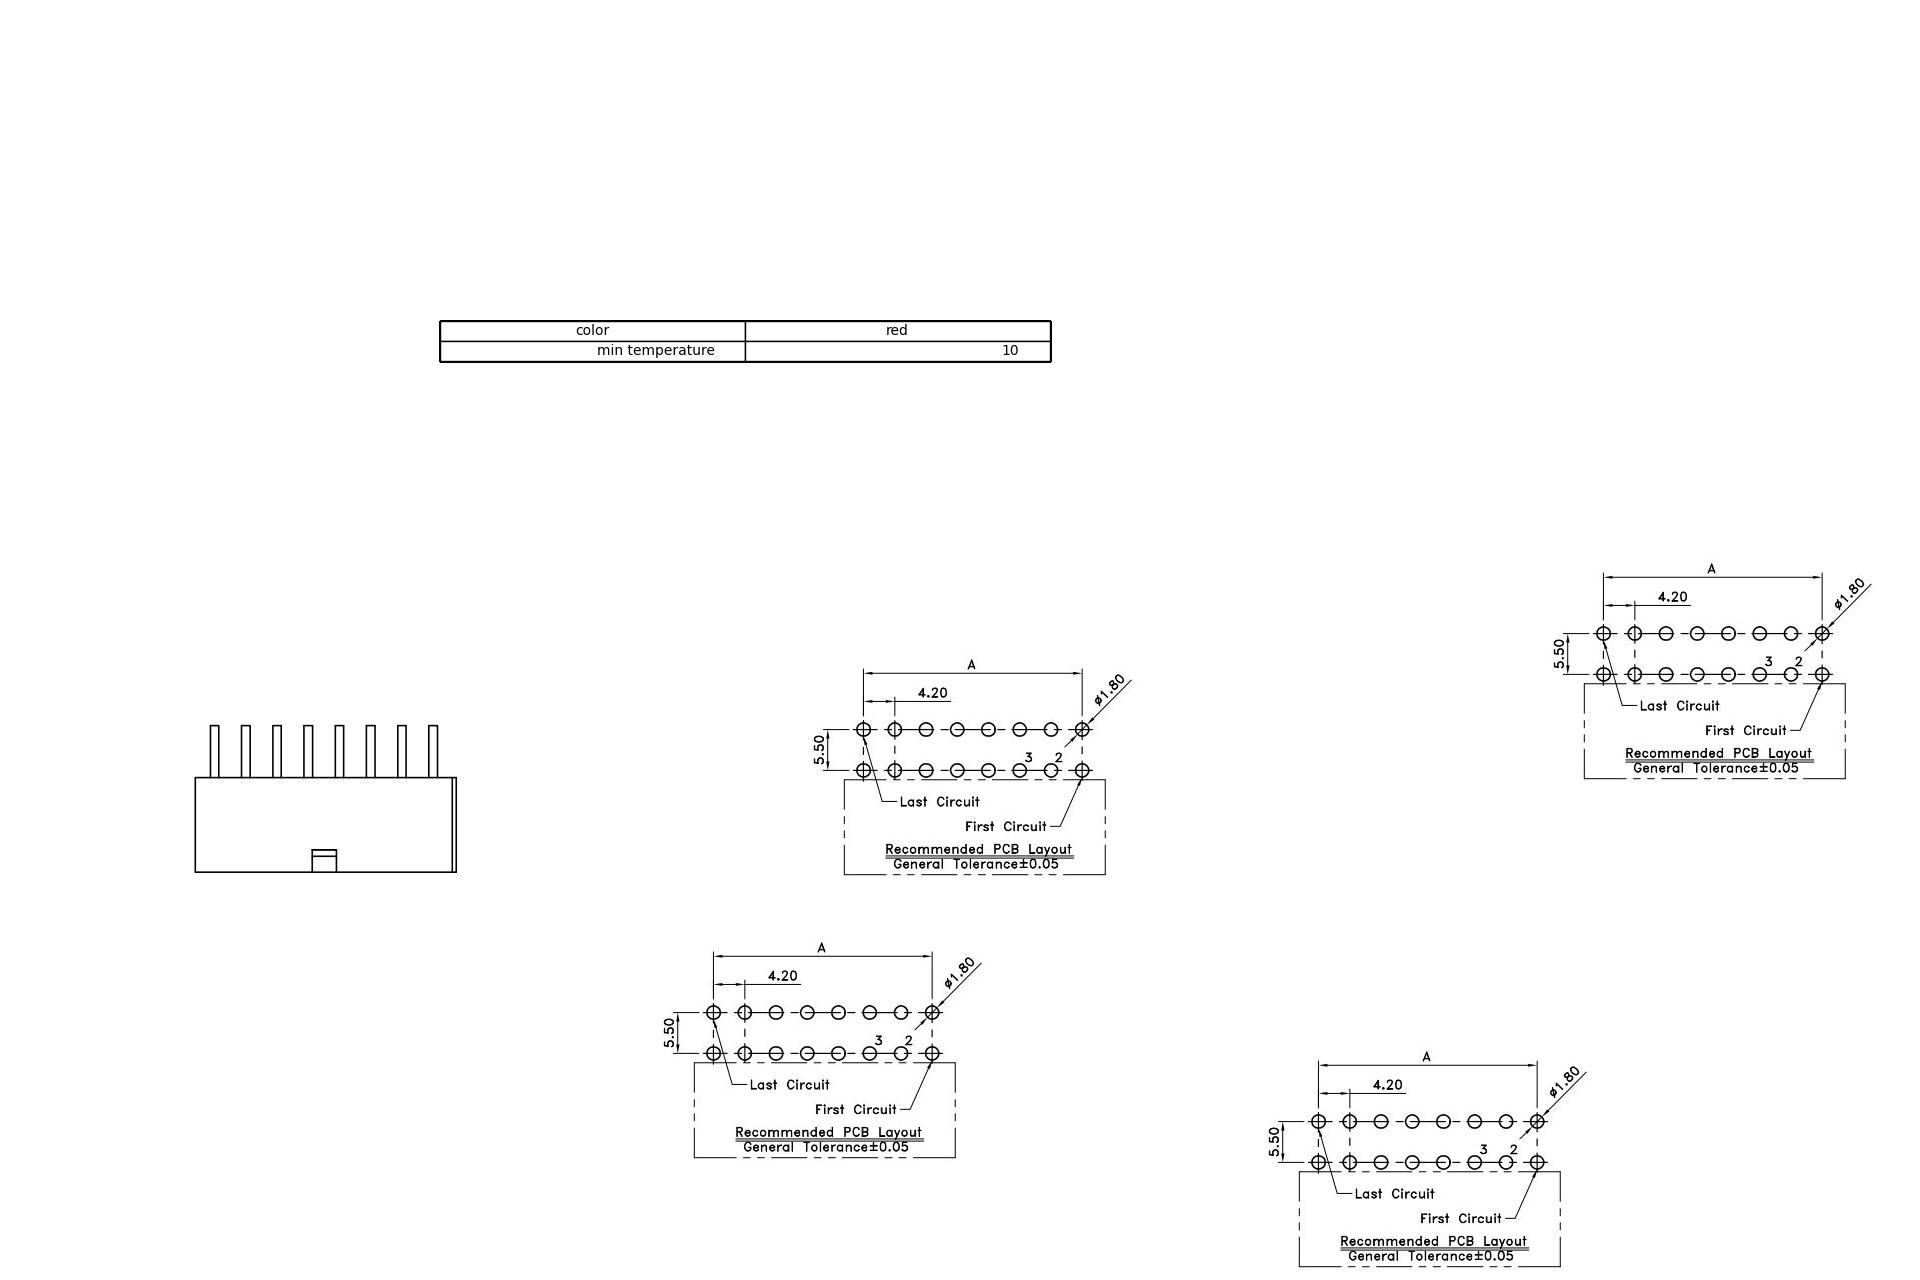 color red
min temperature 10
A
4.20
ø1.80
5.50
3 2
Last Circuit
First Circuit
Recommended PCB Layout
General Tolerance±0.05
A
4.20
ø1.80
5.50
3 2
Last Circuit
First Circuit
Recommended PCB Layout
General Tolerance±0.05
A
4.20
ø1.80
5.50
3 2
Last Circuit
First Circuit
Recommended PCB Layout
General Tolerance±0.05
A
4.20
ø1.80
5.50
3 2
Last Circuit
First Circuit
Recommended PCB Layout
General Tolerance±0.05